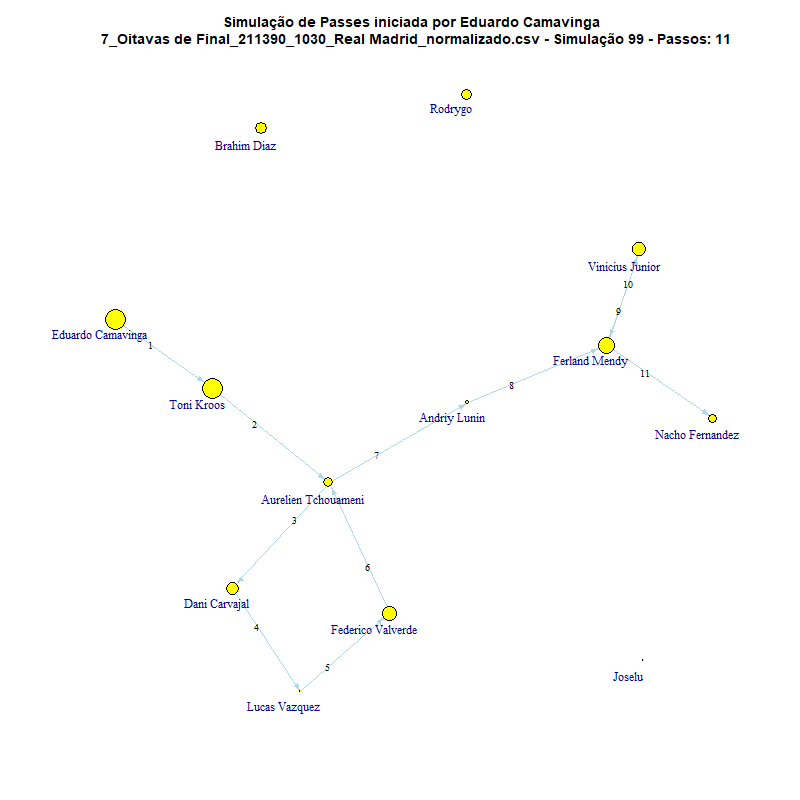 Simulação de Passes iniciada por Eduardo Camavinga
7_Oitavas de Final_211390_1030_Real Madrid_normalizado.csv - Simulação 99 - Passos: 11
Rodrygo
Brahim Diaz
Vinicius Junior
10
9
Eduardo Camavinga
1
Ferland Mendy
11
8
Toni Kroos
Andriy Lunin
2
Nacho Fernandez
7
Aurelien Tchouameni
3
6
Dani Carvajal
4
Federico Valverde
5
Joselu
Lucas Vazquez